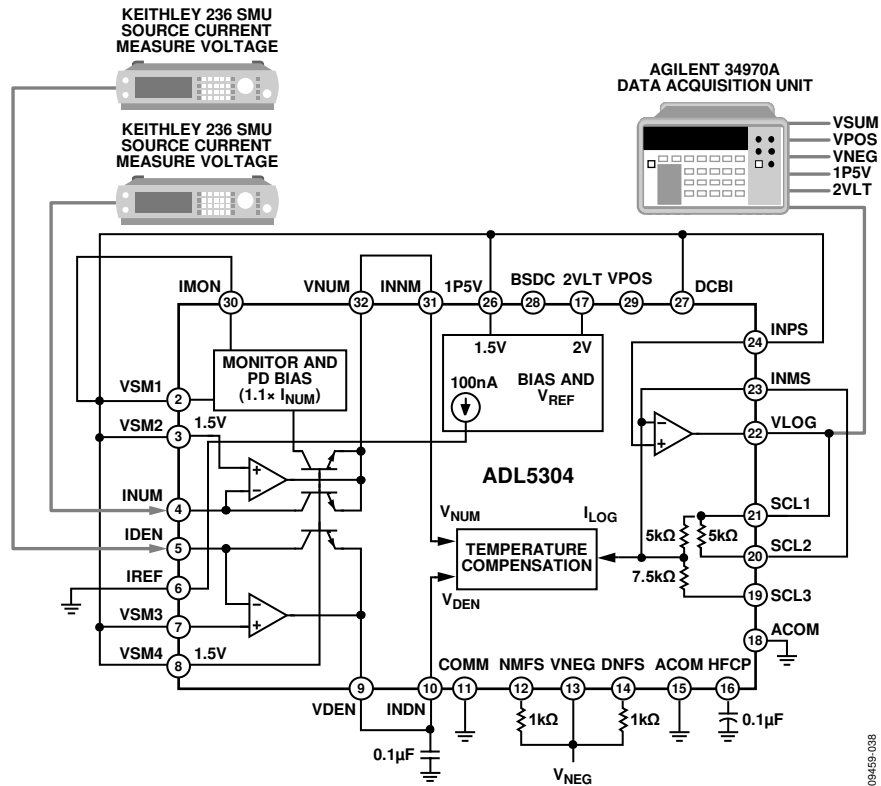 KEITHLEY 236 SMU
SOURCE CURRENT
MEASURE VOLTAGE
KEITHLEY 236 SMU
SOURCE CURRENT
MEASURE VOLTAGE
AGILENT 34970A
DATA ACQUISITION UNIT
VSUM
VPOS
VNEG
1P5V
2VLT
IMON
30
VNUM
32
INNM
31
1P5V
26
BSDC
28
2VLT
17
VPOS
29
DCBI
27
MONITOR AND
PD BIAS
(1.1× INUM)
1.5V
2V
100nA
BIAS AND
VREF
INPS
24
INMS
23
VLOG
22
VSM1
2
VSM2
3
1.5V
INUM
4
IDEN
5
IREF
6
VSM3
7
VSM4
8
1.5V
ADL5304
VNUM
ILOG
TEMPERATURE
COMPENSATION
VDEN
5kΩ
5kΩ
7.5kΩ
SCL1
21
SCL2
20
SCL3
19
ACOM
18
VDEN
9
INDN
10
COMM
11
NMFS
12
VNEG
13
DNFS
14
ACOM
15
HFCP
16
0.1µF
1kΩ
1kΩ
0.1µF
VNEG
09459-038